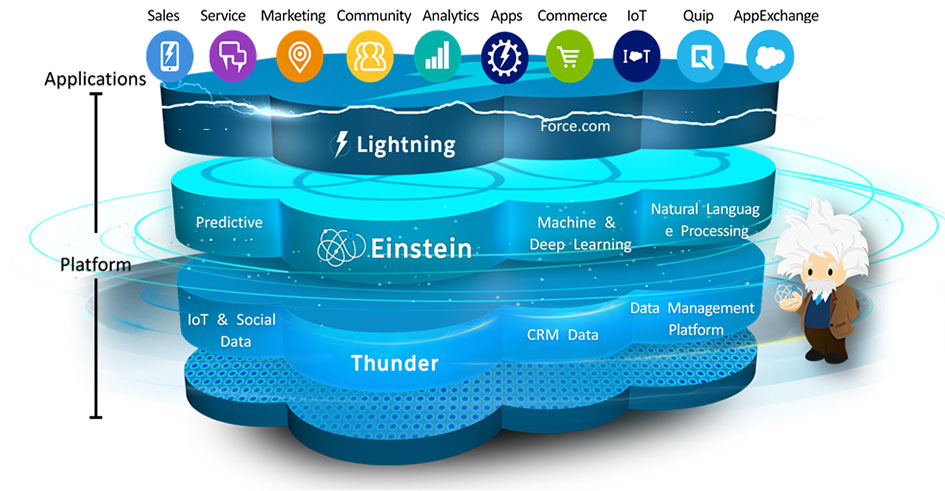 Sales Service Marketing Community Analytics Apps Commerce IoT Quip AppExchange
I T
Applications
Force.com
Lightning
Natural Languag
Predictive
Machine &
e Processing
Einstein
Deep Learning
Platform
Data Management
IoT & Social
CRM Data
Platform
Data
Thunder